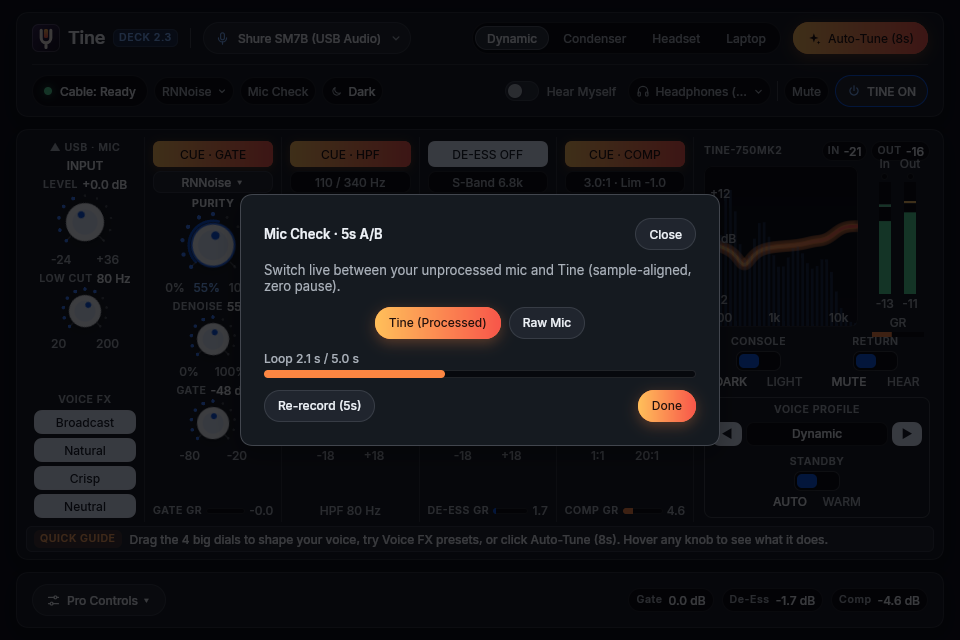 Tine DECK 2.3 Shure SM7B (USB Audio) Dynamic Condenser Headset Laptop Auto-Tune (8s)
Cable: Ready RNNoise Mic Check Dark Hear Myself Headphones (... Mute TINE ON
▲ USB · MIC
INPUT
LEVEL +0.0 dB
-24 +36
LOW CUT 80 Hz
20 200
VOICE FX
Broadcast
Natural
Crisp
Neutral
CUE · GATE
RNNoise ▾
PURITY
0% 55%
DENOISE
0% 100%
GATE
-80 -20
GATE GR -0.0
CUE · HPF
110 / 340 Hz
-18 +18
HPF 80 Hz
DE-ESS OFF
S-Band 6.8k
-18 +18
DE-ESS GR 1.7
CUE · COMP
3.0:1 · Lim -1.0
1:1 20:1
COMP GR 4.6
TINE-750MK2 IN -21 OUT -16
In Out
+12
1k 10k
-13 -11
GR
CONSOLE RETURN
DARK LIGHT MUTE HEAR
VOICE PROFILE
◀ Dynamic ▶
STANDBY
AUTO WARM
Mic Check · 5s A/B Close
Switch live between your unprocessed mic and Tine (sample-aligned,
zero pause).
Tine (Processed) Raw Mic
Loop 2.1 s / 5.0 s
Re-record (5s) Done
QUICK GUIDE Drag the 4 big dials to shape your voice, try Voice FX presets, or click Auto-Tune (8s). Hover any knob to see what it does.
Pro Controls ▾ Gate 0.0 dB De-Ess -1.7 dB Comp -4.6 dB